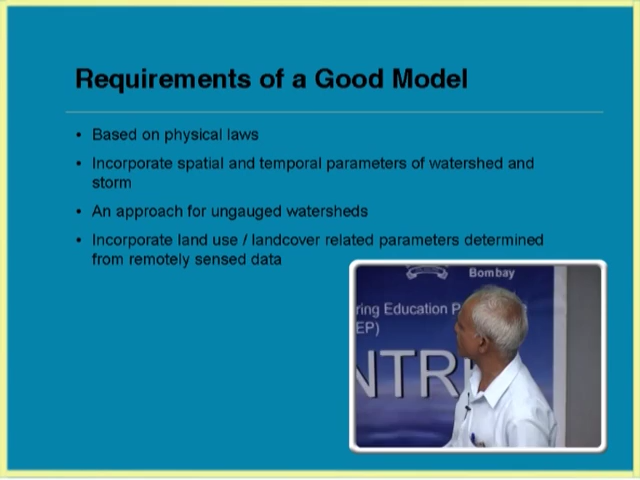 Requirements of a Good Model
• Based on physical laws
• Incorporate spatial and temporal parameters of watershed and
storm
• An approach for ungauged watersheds
• Incorporate land use / landcover related parameters determined
from remotely sensed data
Bombay
ring Education P
EP)
NTR